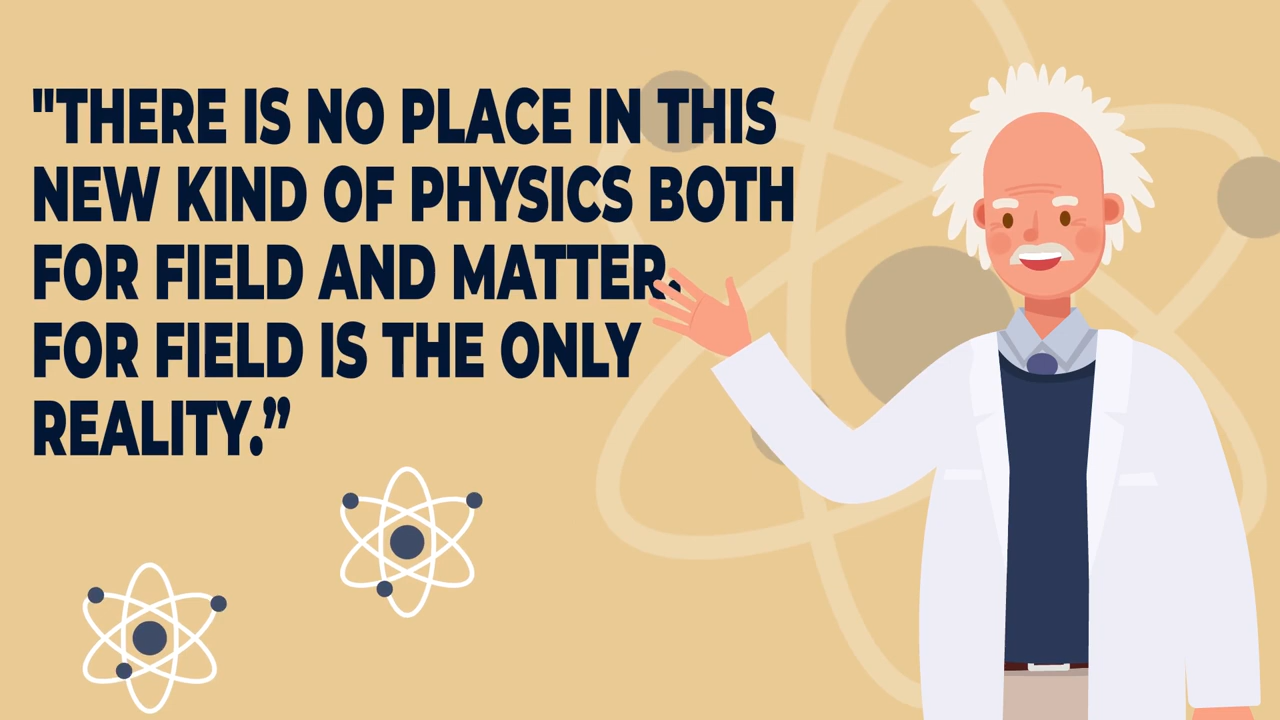 "THERE IS NO PLACE IN THIS
NEW KIND OF PHYSICS BOTH
FOR FIELD AND MATTER,
FOR FIELD IS THE ONLY
REALITY.”